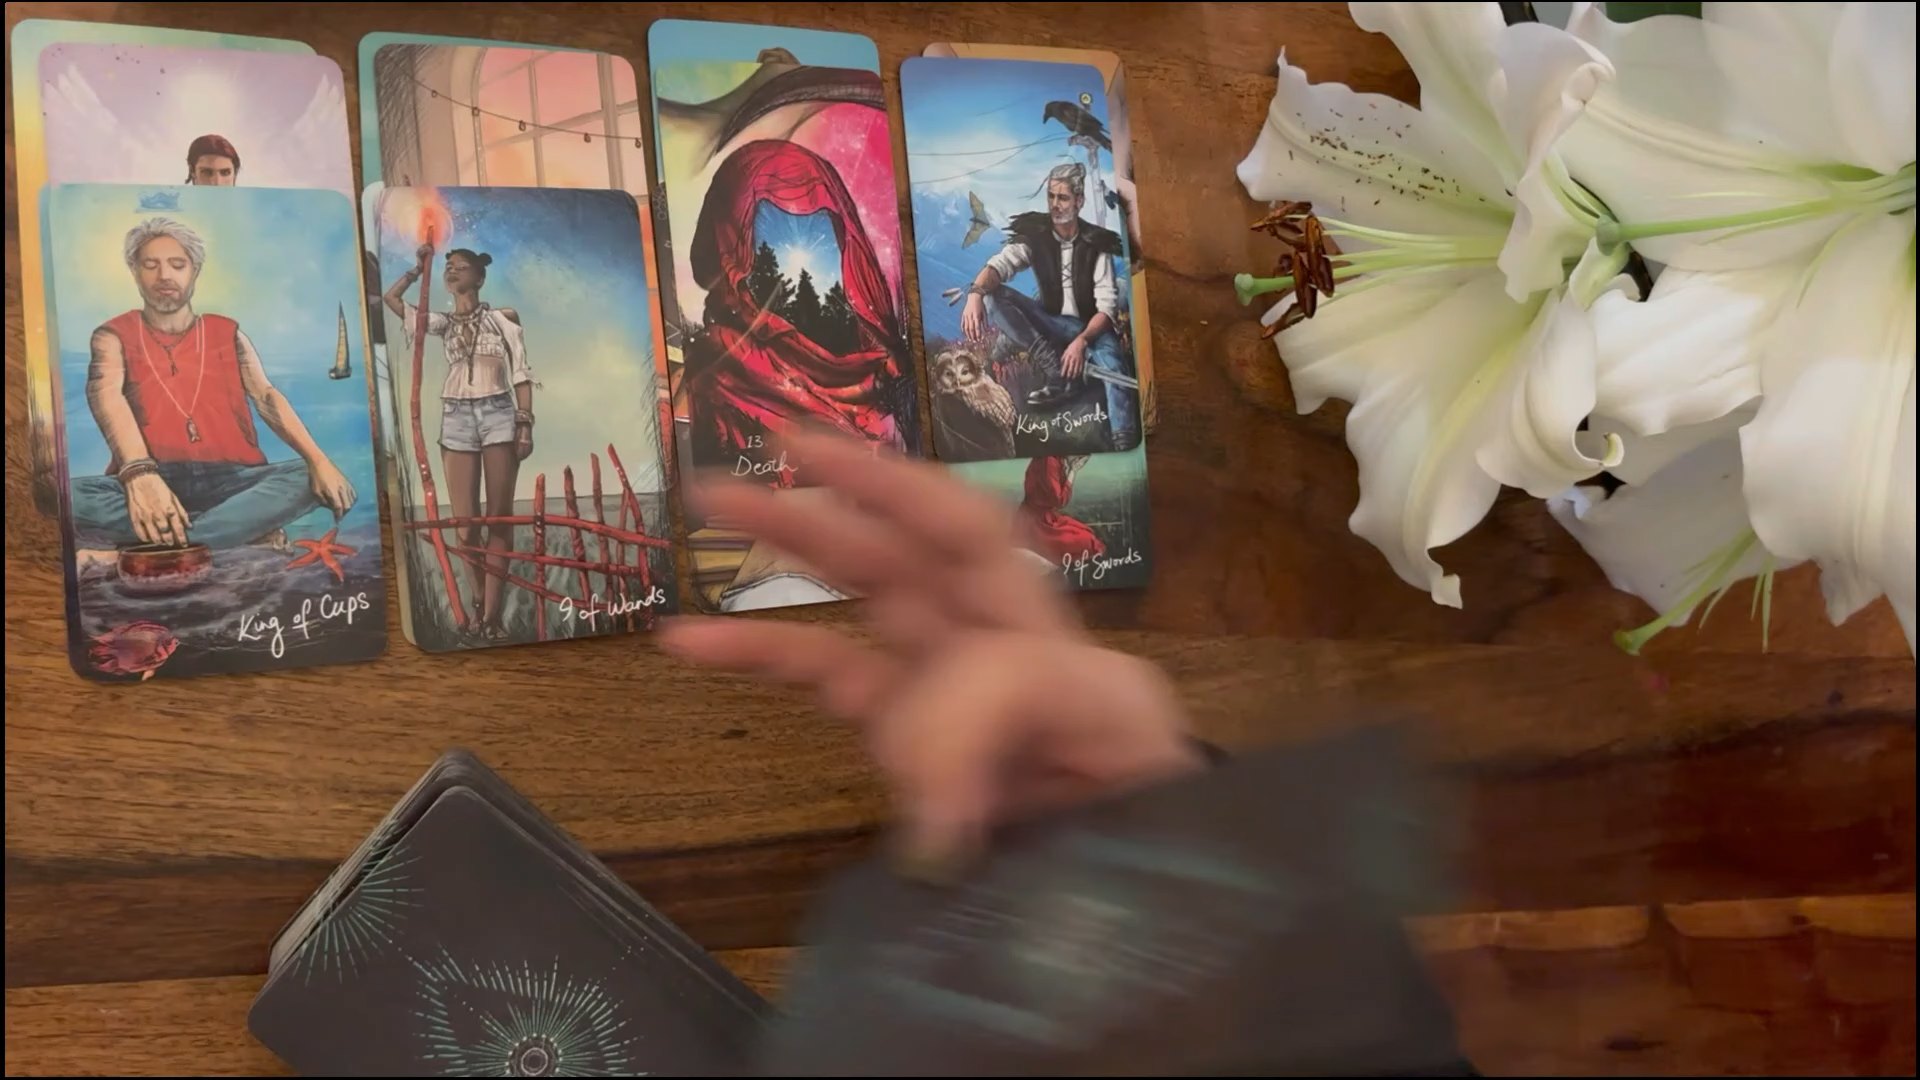 King of Cups
9 of Wands
13
Death
King of Swords
9 of Swords